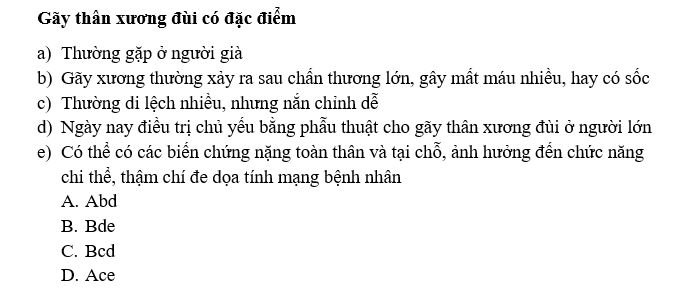 Gãy thân xương đùi có đặc điểm
a) Thường gặp ở người già
b) Gãy xương thường xảy ra sau chấn thương lớn, gây mất máu nhiều, hay có sốc
c) Thường di lệch nhiều, nhưng nắn chỉnh dễ
d) Ngày nay điều trị chủ yếu bằng phẫu thuật cho gãy thân xương đùi ở người lớn
e) Có thể có các biến chứng nặng toàn thân và tại chỗ, ảnh hưởng đến chức năng
chi thể, thậm chí đe dọa tính mạng bệnh nhân
A. Abd
B. Bde
C. Bcd
D. Ace